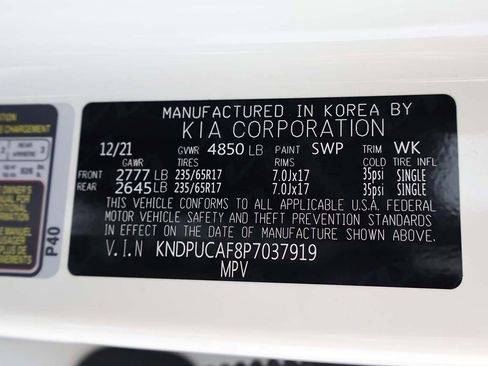 MANUFACTURED IN KOREA BY
KIA CORPORATION
12/21 GVWR 4850 LB PAINT SWP TRIM WK
GAWR TIRES RIMS COLD TIRE INFL
FRONT 2777 LB 235/65R17 7.0Jx17 35psi SINGLE
REAR 2645 LB 235/65R17 7.0Jx17 35psi SINGLE
THIS VEHICLE CONFORMS TO ALL APPLICABLE U.S.A. FEDERAL
MOTOR VEHICLE SAFETY AND THEFT PREVENTION STANDARDS
IN EFFECT ON THE DATE OF MANUFACTURE SHOWN ABOVE.
V.I.N KNDPUCAF8P7037919
MPV
P40
REAR
3